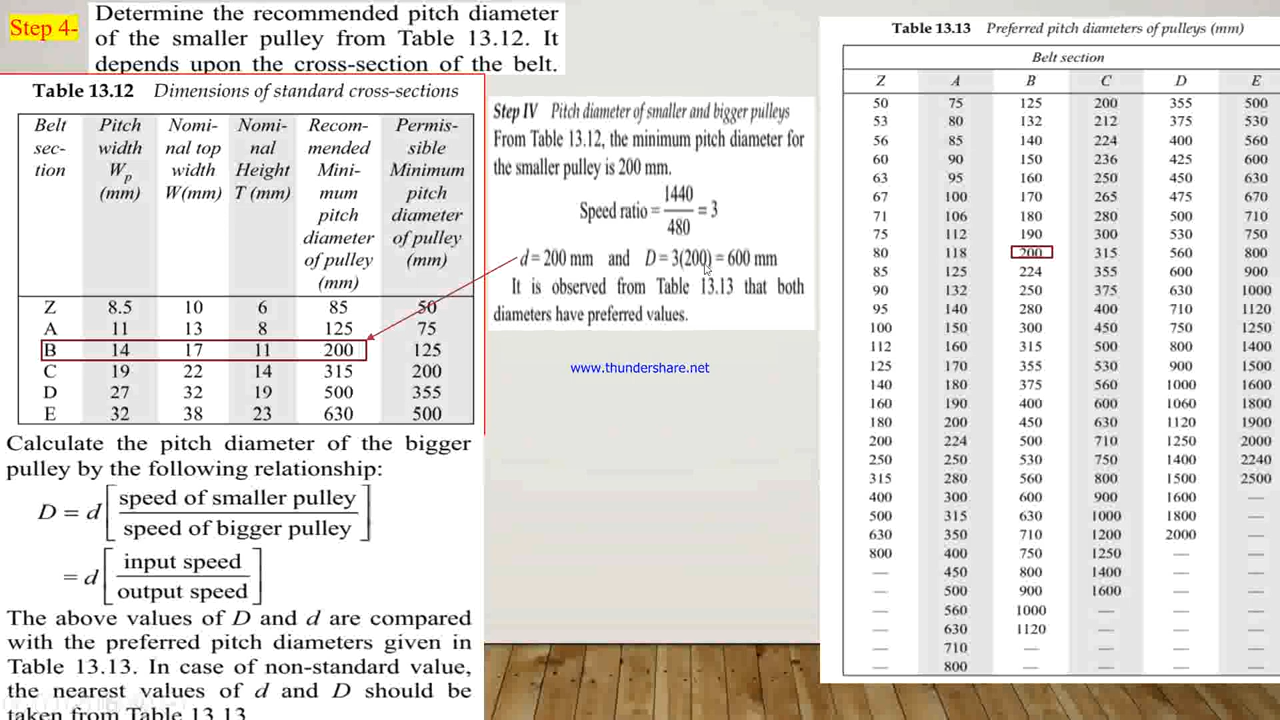 Step 4-
Determine the recommended pitch diameter
of the smaller pulley from Table 13.12. It
depends upon the cross-section of the belt.
Table 13.12 Dimensions of standard cross-sections
Belt section Pitch width Wp (mm) Nominal top width W(mm) Nominal Height T (mm) Recommended Minimum pitch diameter of pulley (mm) Permissible Minimum pitch diameter of pulley (mm)
Z 8.5 10 6 85 50
A 11 13 8 125 75
B 14 17 11 200 125
C 19 22 14 315 200
D 27 32 19 500 355
E 32 38 23 630 500
Calculate the pitch diameter of the bigger
pulley by the following relationship:
D = d [ speed of smaller pulley / speed of bigger pulley ]
= d [ input speed / output speed ]
The above values of D and d are compared
with the preferred pitch diameters given in
Table 13.13. In case of non-standard value,
the nearest values of d and D should be
taken from Table 13.13
Step IV Pitch diameter of smaller and bigger pulleys
From Table 13.12, the minimum pitch diameter for
the smaller pulley is 200 mm.
Speed ratio = 1440 / 480 = 3
d = 200 mm and D = 3(200) = 600 mm
It is observed from Table 13.13 that both
diameters have preferred values.
www.thundershare.net
Table 13.13 Preferred pitch diameters of pulleys (mm)
Belt section
Z A B C D E
50 75 125 200 355 500
53 80 132 212 375 530
56 85 140 224 400 560
60 90 150 236 425 600
63 95 160 250 450 630
67 100 170 265 475 670
71 106 180 280 500 710
75 112 190 300 530 750
80 118 200 315 560 800
85 125 224 355 600 900
90 132 250 375 630 1000
95 140 280 400 710 1120
100 150 300 450 750 1250
112 160 315 500 800 1400
125 170 355 530 900 1500
140 180 375 560 1000 1600
160 190 400 600 1060 1800
180 200 450 630 1120 1900
200 224 500 710 1250 2000
250 250 530 750 1400 2240
315 280 560 800 1500 2500
400 300 600 900 1600 —
500 315 630 1000 1800 —
630 350 710 1200 2000 —
800 400 750 1250 — —
— 450 800 1400 — —
— 500 900 1600 — —
— 560 1000 — — —
— 630 1120 — — —
— 710 — — — —
— 800 — — — —